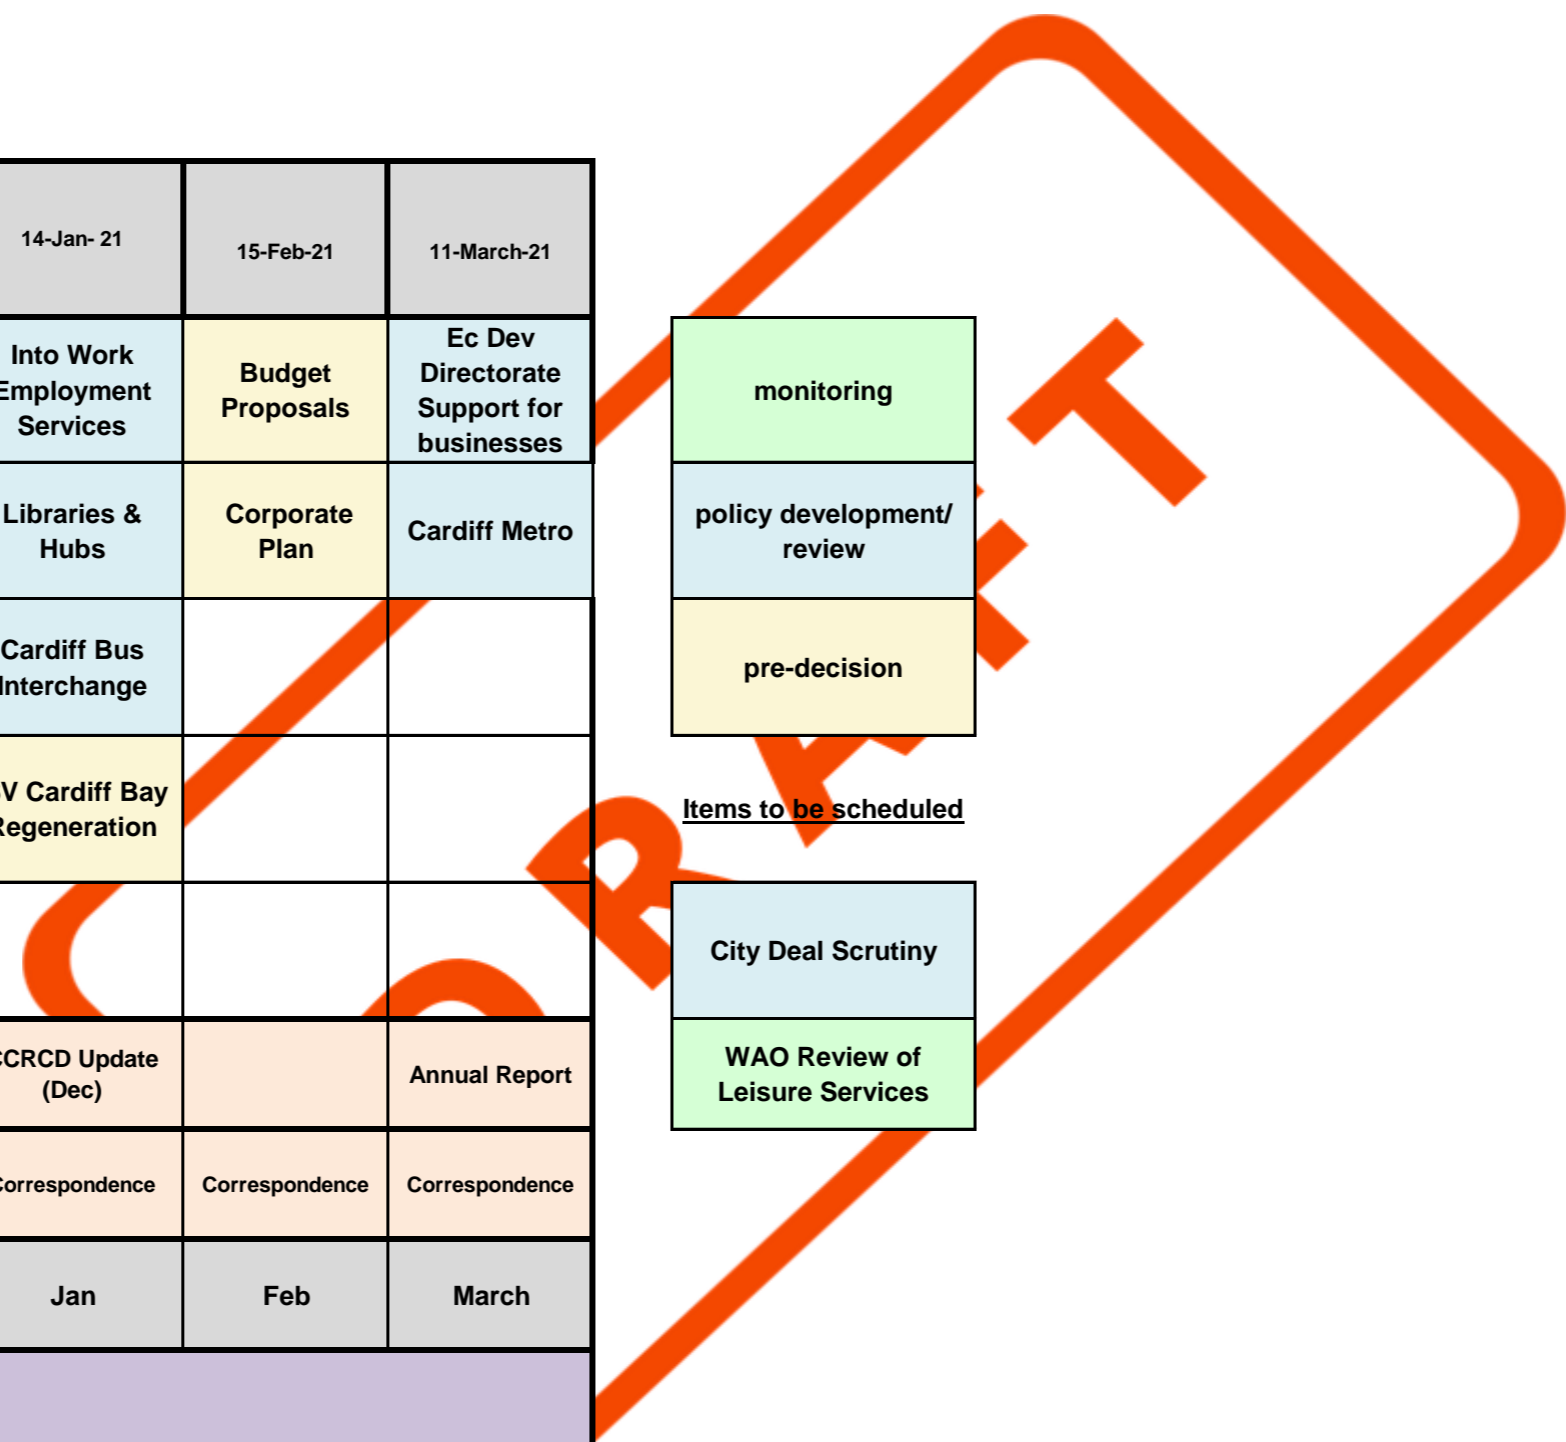 14-Jan- 21
15-Feb-21
11-March-21
Into Work
Employment
Services
Budget
Proposals
Ec Dev
Directorate
Support for
businesses
Libraries &
Hubs
Corporate
Plan
Cardiff Metro
Cardiff Bus
Interchange
V Cardiff Bay
Regeneration
CCRCD Update
(Dec)
Annual Report
Correspondence
Correspondence
Correspondence
Jan
Feb
March
monitoring
policy development/
review
pre-decision
Items to be scheduled
City Deal Scrutiny
WAO Review of
Leisure Services
DRAFT